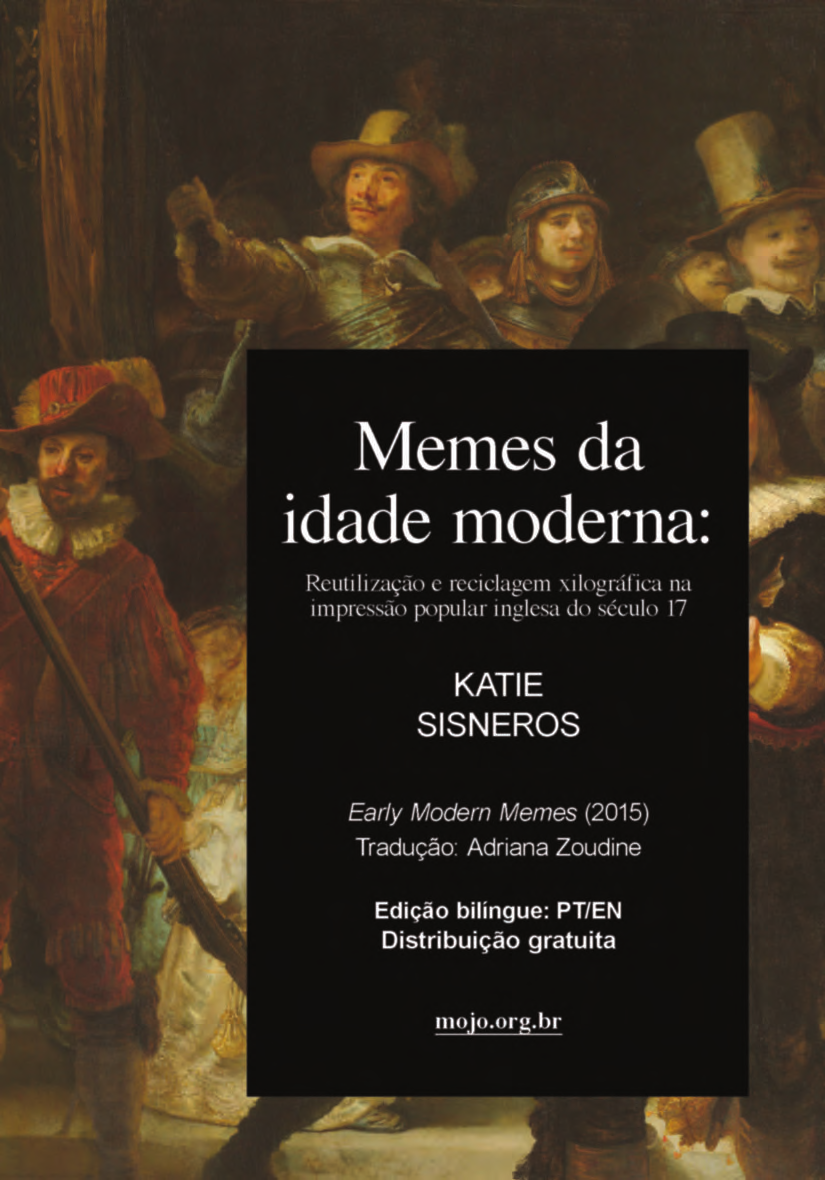 Memes da
idade moderna:
Reutilização e reciclagem xilográfica na
impressão popular inglesa do século 17
KATIE
SISNEROS
Early Modern Memes (2015)
Tradução: Adriana Zoudine
Edição bilíngue: PT/EN
Distribuição gratuita
mojo.org.br